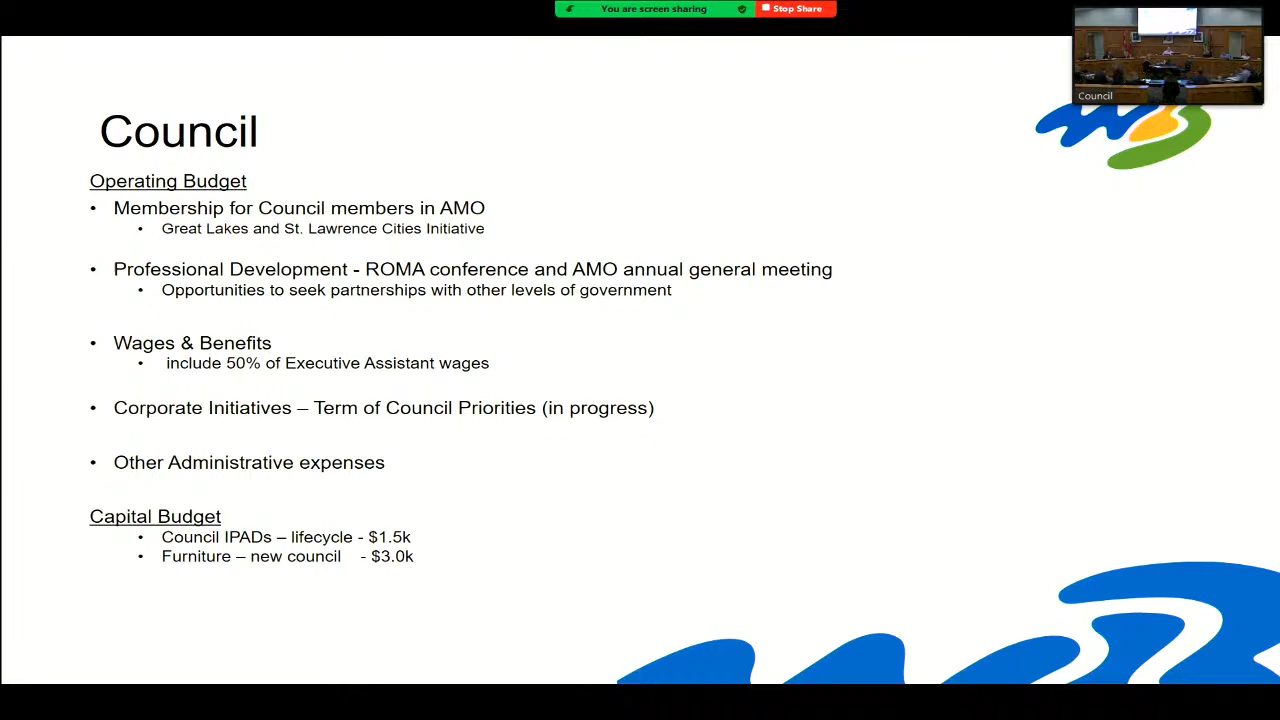 You are screen sharing
Stop Share
Council
Council
Operating Budget
• Membership for Council members in AMO
• Great Lakes and St. Lawrence Cities Initiative
• Professional Development - ROMA conference and AMO annual general meeting
• Opportunities to seek partnerships with other levels of government
• Wages & Benefits
• include 50% of Executive Assistant wages
• Corporate Initiatives – Term of Council Priorities (in progress)
• Other Administrative expenses
Capital Budget
• Council IPADs – lifecycle - $1.5k
• Furniture – new council - $3.0k